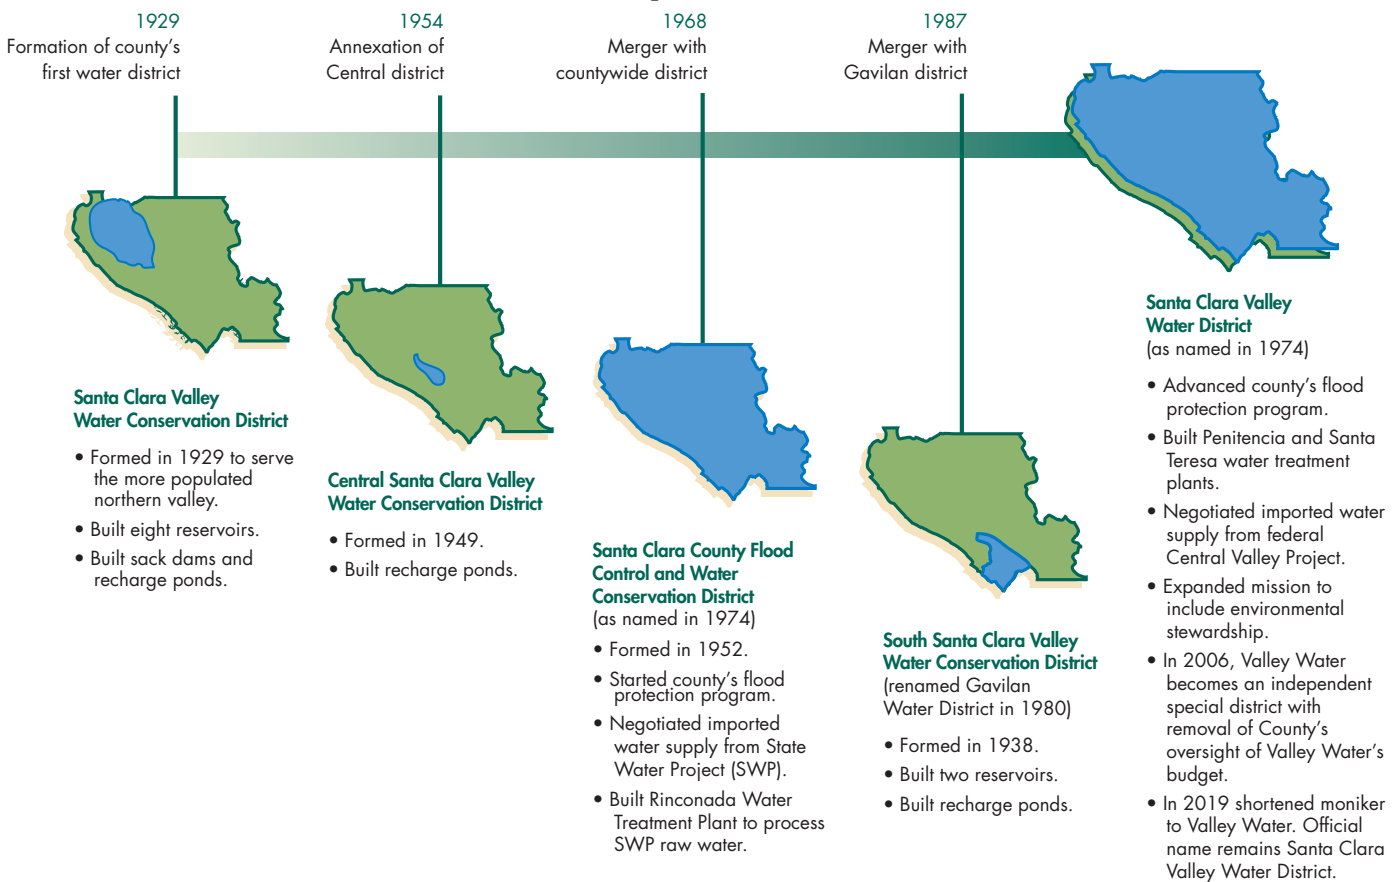 1929
Formation of county's
first water district
1954
Annexation of
Central district
1968
Merger with
countywide district
1987
Merger with
Gavilan district
Santa Clara Valley
Water Conservation District
• Formed in 1929 to serve
the more populated
northern valley.
• Built eight reservoirs.
• Built sack dams and
recharge ponds.
Central Santa Clara Valley
Water Conservation District
• Formed in 1949.
• Built recharge ponds.
Santa Clara County Flood
Control and Water
Conservation District
(as named in 1974)
• Formed in 1952.
• Started county's flood
protection program.
• Negotiated imported
water supply from State
Water Project (SWP).
• Built Rinconada Water
Treatment Plant to process
SWP raw water.
South Santa Clara Valley
Water Conservation District
(renamed Gavilan
Water District in 1980)
• Formed in 1938.
• Built two reservoirs.
• Built recharge ponds.
Santa Clara Valley
Water District
(as named in 1974)
• Advanced county's flood
protection program.
• Built Penitencia and Santa
Teresa water treatment
plants.
• Negotiated imported water
supply from federal
Central Valley Project.
• Expanded mission to
include environmental
stewardship.
• In 2006, Valley Water
becomes an independent
special district with
removal of County's
oversight of Valley Water's
budget.
• In 2019 shortened moniker
to Valley Water. Official
name remains Santa Clara
Valley Water District.